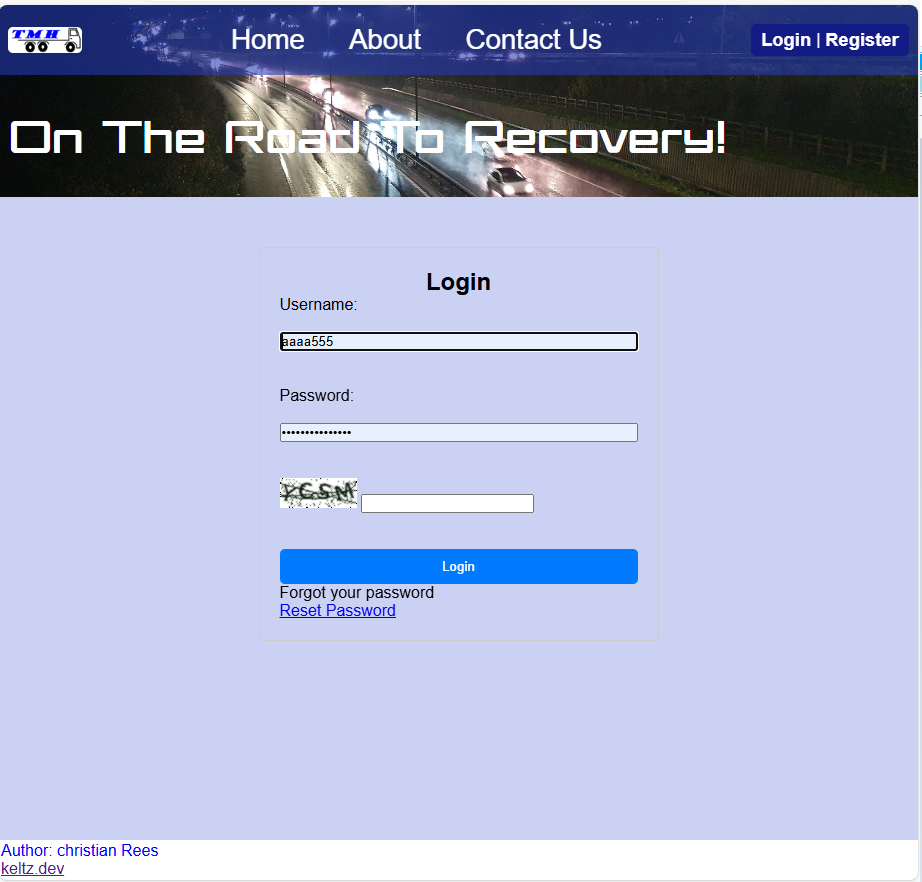 TMH
Home About Contact Us Login | Register
On The Road To Recovery!
Login
Username:
aaaa555
Password:
Login
Forgot your password
Reset Password
Author: christian Rees
keltz.dev